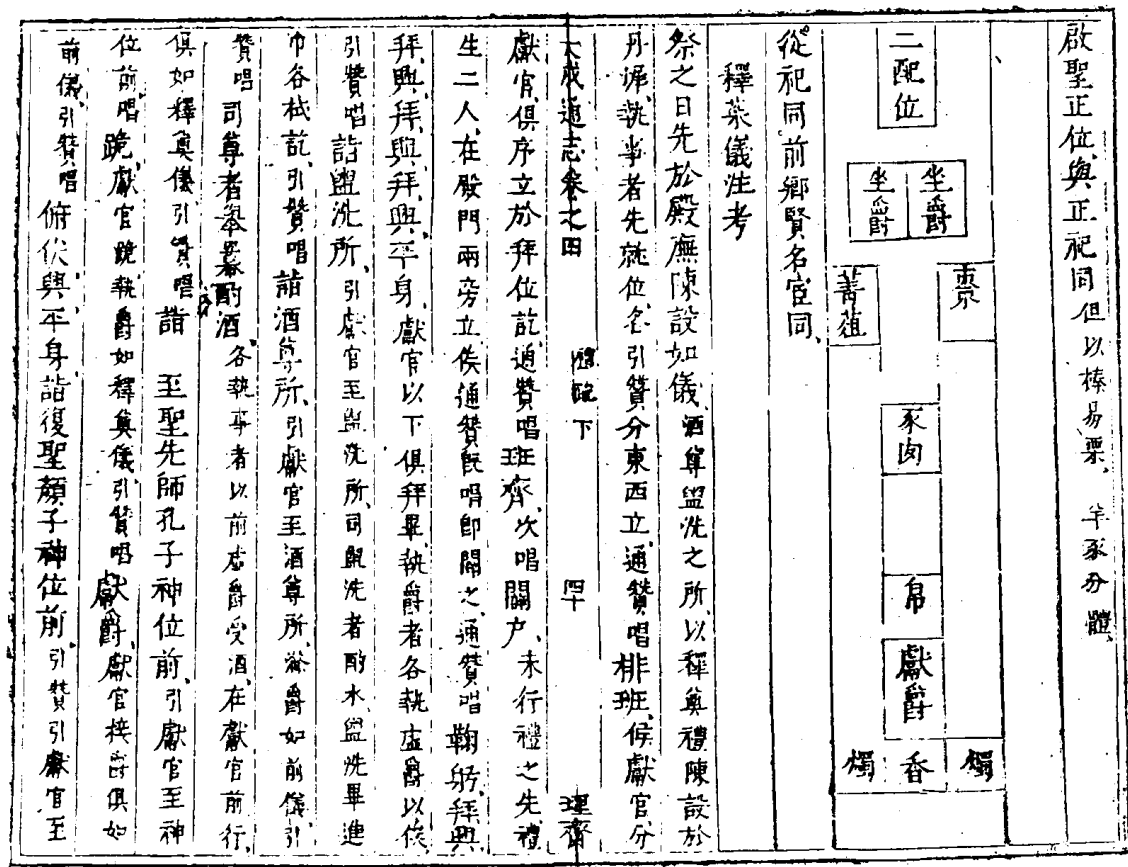 啟聖正位與正祀同但以榛易栗羊豕分體
二配位
坐爵
坐爵
棗
菁菹
豕肉
帛
獻爵
燭
香
燭
從祀同前鄉賢名宦同
釋菜儀注考
祭之日先於殿廡陳設如儀酒尊盥洗之所以釋奠禮陳設於
丹墀執事者先就位各引贊分東西立通贊唱排班候獻官分
大成通志卷之四 下 四十 理齋
獻官俱序立於拜位訖通贊唱班齊次唱闢户未行禮之先禮
生二人在殿門兩旁立俟通贊既唱即闢之通贊唱鞠躬拜興
拜興拜興拜興平身獻官以下俱拜畢執爵者各執虛爵以俟
引贊唱詣盥洗所引獻官至盥洗所司盥洗者酌水盥洗畢進
巾各拭訖引贊唱詣酒尊所引獻官至酒尊所滌爵如前儀引
贊唱司尊者舉冪酌酒各執事者以前虛爵受酒在獻官前行
俱如釋奠儀引贊唱詣至聖先師孔子神位前引獻官至神
位前唱跪獻官跪執爵如釋奠儀引贊唱獻爵獻官接爵俱如
前儀引贊唱俯伏興平身詣復聖顏子神位前引贊引獻官至